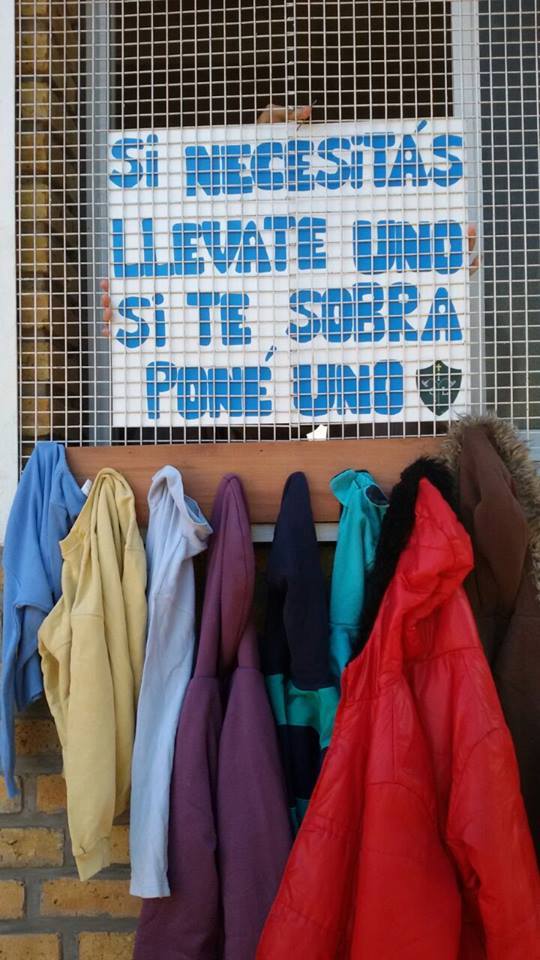 Si NECESiTÁS
LLEVATE UNO
Si TE SOBRA
PONÉ UNO